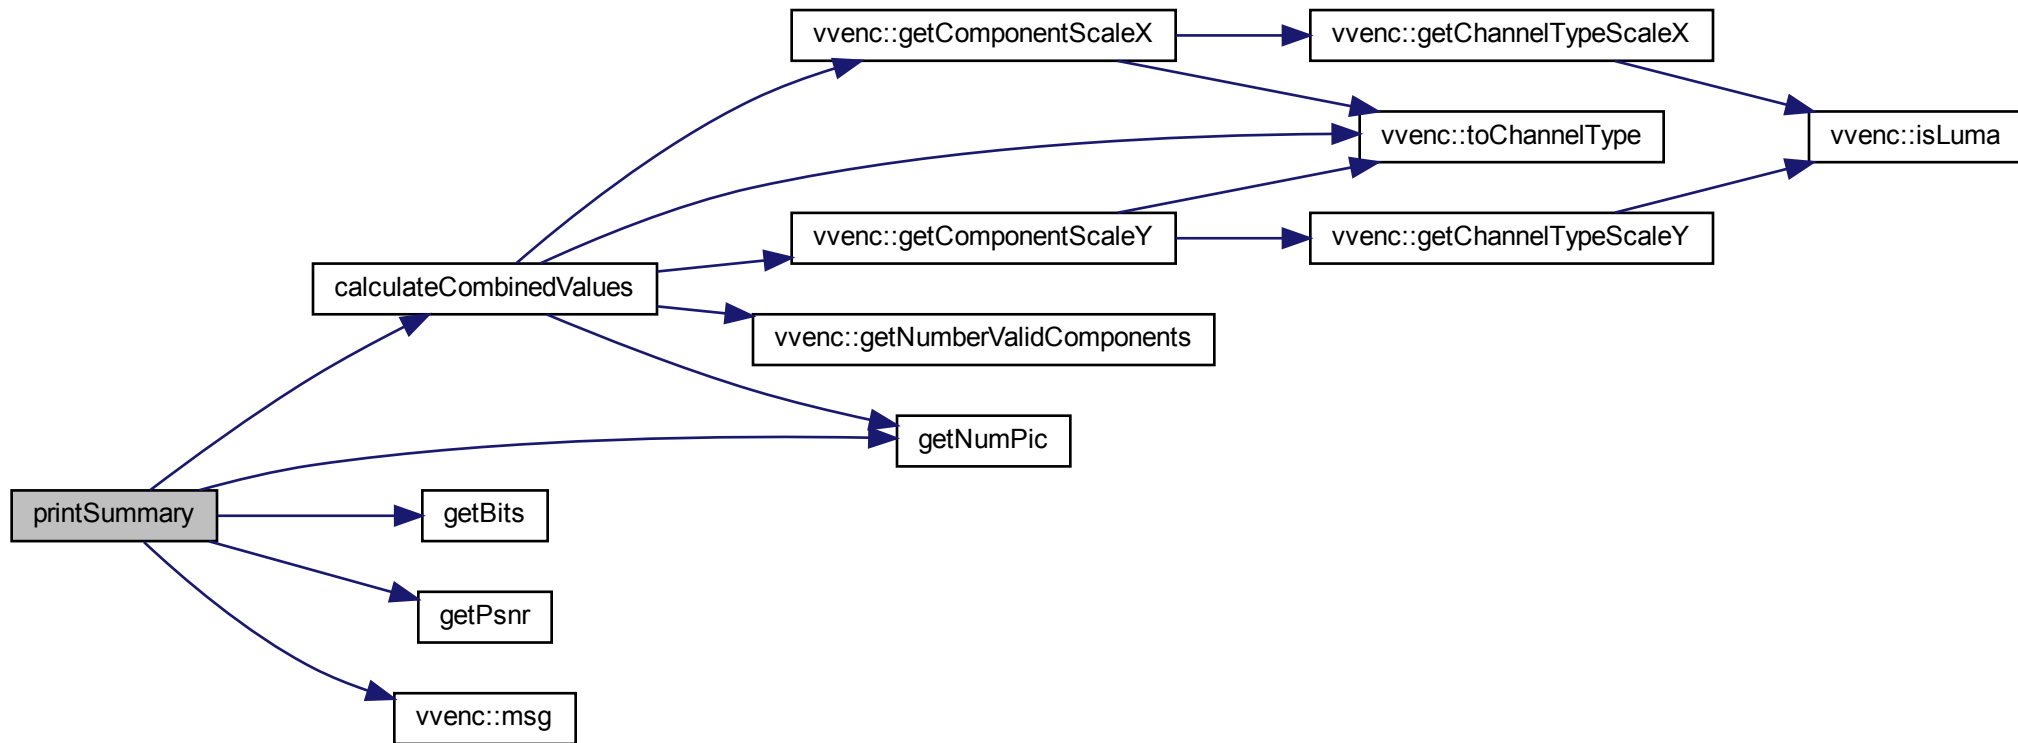 vvenc::getComponentScaleX
vvenc::getChannelTypeScaleX
vvenc::toChannelType
vvenc::isLuma
vvenc::getComponentScaleY
vvenc::getChannelTypeScaleY
calculateCombinedValues
vvenc::getNumberValidComponents
getNumPic
printSummary
getBits
getPsnr
vvenc::msg